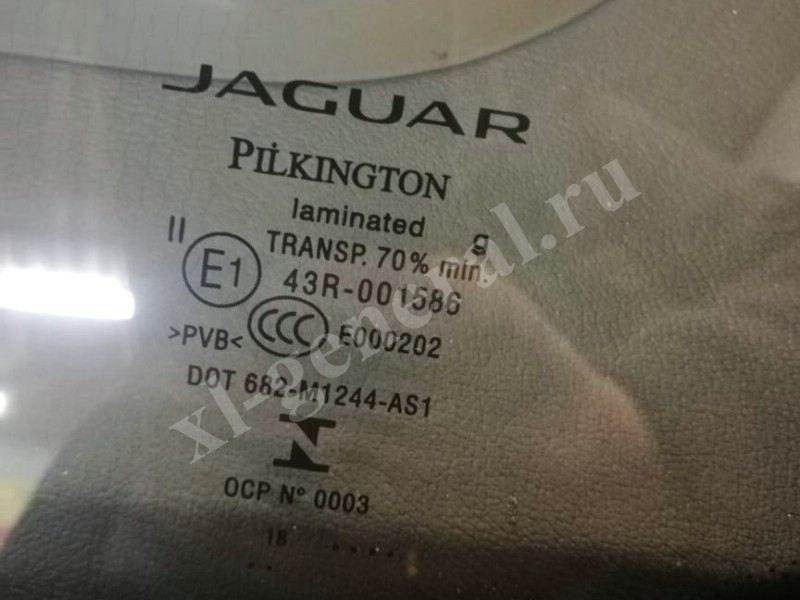 JAGUAR
PILKINGTON
laminated
II TRANSP. 70% min. g
E1 43R-001586
>PVB< CCC E000202
DOT 682-M1244-AS1
OCP N° 0003
18 ....
..
xl-general.ru